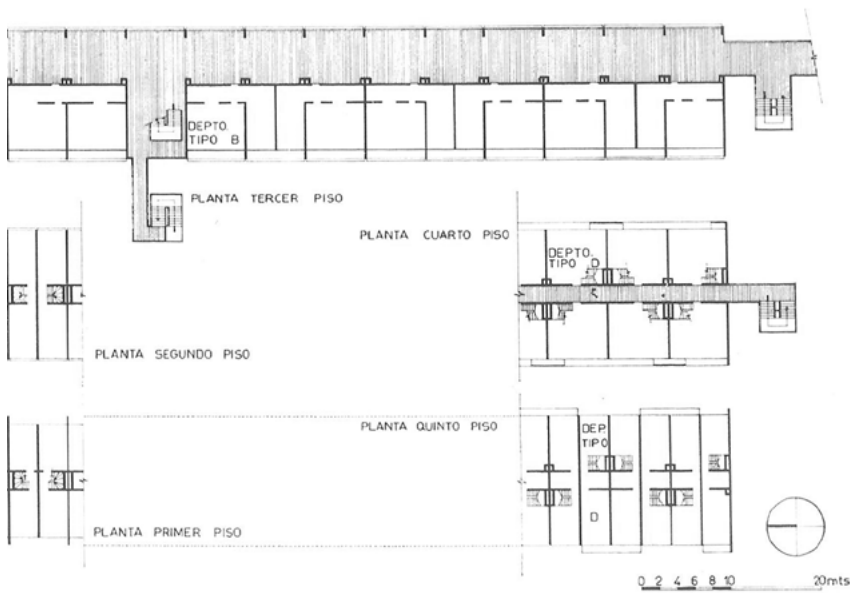 DEPTO.
TIPO B
PLANTA TERCER PISO
PLANTA CUARTO PISO
DEPTO.
TIPO D
PLANTA SEGUNDO PISO
PLANTA QUINTO PISO
DEP.
TIPO
D
PLANTA PRIMER PISO
0 2 4 6 8 10 20mts